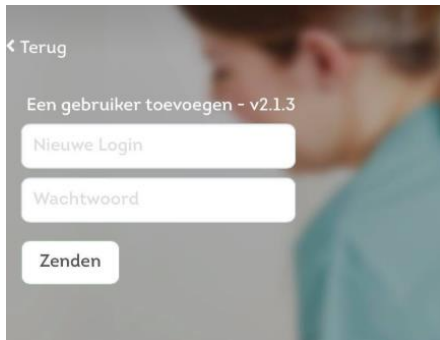 Terug
Een gebruiker toevoegen - v2.1.3
Nieuwe Login
Wachtwoord
Zenden